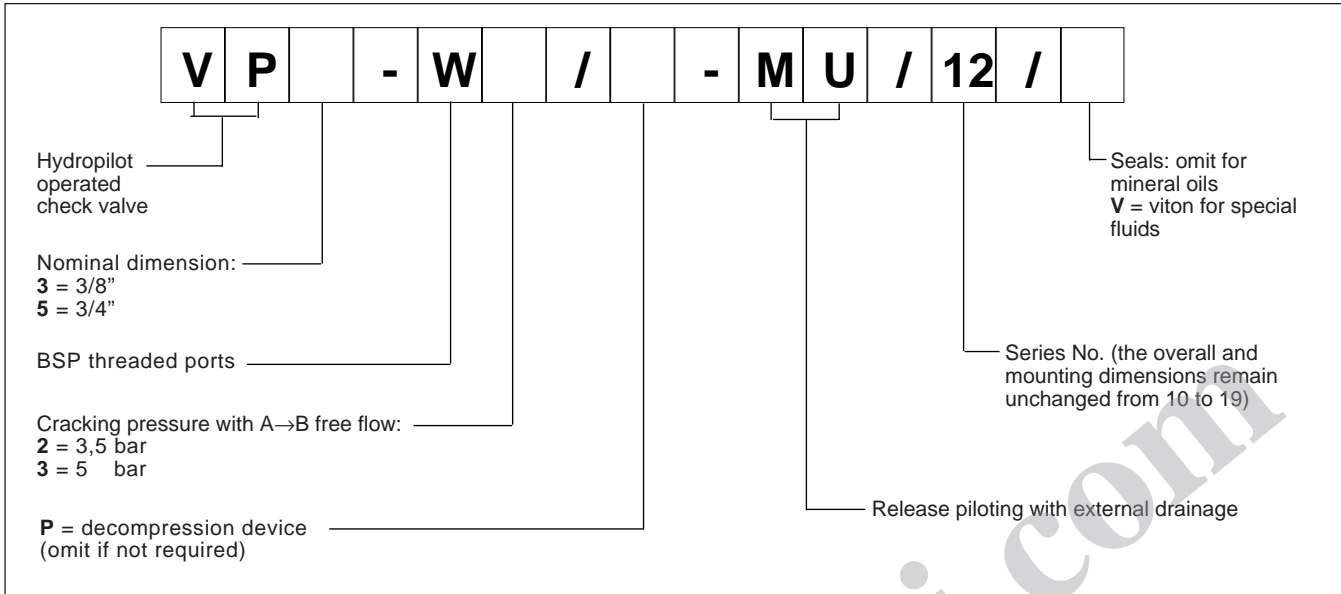 VP - W / - MU / 12 /
Hydropilot
operated
check valve
Nominal dimension:
3 = 3/8”
5 = 3/4”
BSP threaded ports
Cracking pressure with A→B free flow:
2 = 3,5 bar
3 = 5 bar
P = decompression device
(omit if not required)
Seals: omit for
mineral oils
V = viton for special
fluids
Series No. (the overall and
mounting dimensions remain
unchanged from 10 to 19)
Release piloting with external drainage
i.com